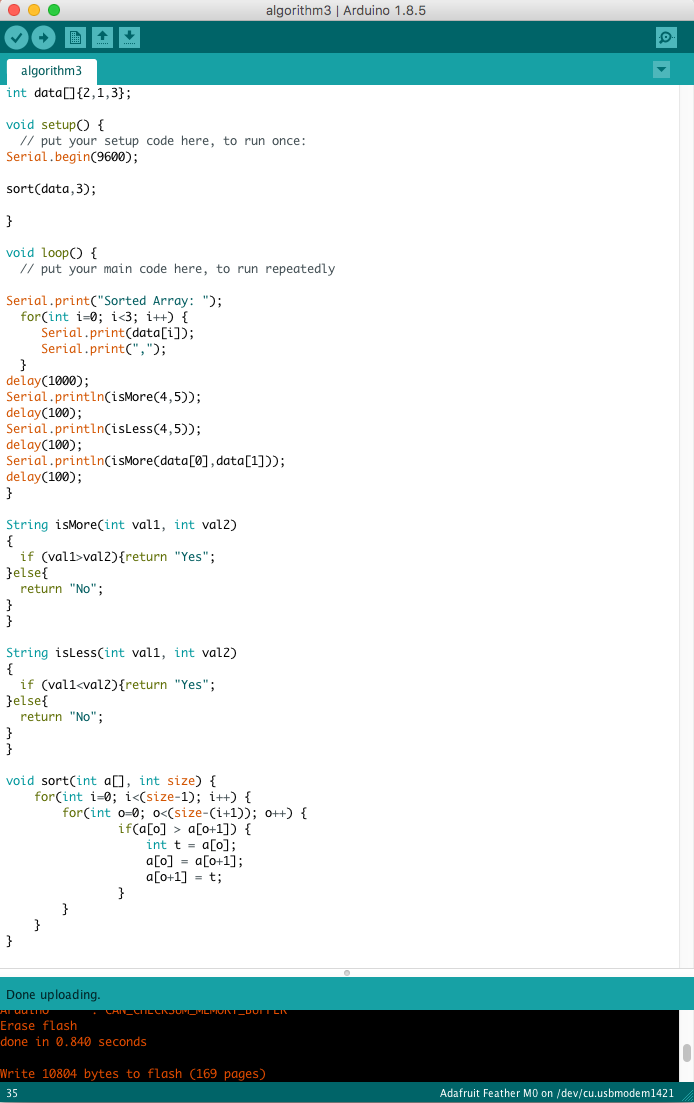 algorithm3 | Arduino 1.8.5
algorithm3
int data[]{2,1,3};
void setup() {
  // put your setup code here, to run once:
Serial.begin(9600);
sort(data,3);
}
void loop() {
  // put your main code here, to run repeatedly
Serial.print("Sorted Array: ");
  for(int i=0; i<3; i++) {
     Serial.print(data[i]);
     Serial.print(",");
  }
delay(1000);
Serial.println(isMore(4,5));
delay(100);
Serial.println(isLess(4,5));
delay(100);
Serial.println(isMore(data[0],data[1]));
delay(100);
}
String isMore(int val1, int val2)
{
  if (val1>val2){return "Yes";
}else{
  return "No";
}
}
String isLess(int val1, int val2)
{
  if (val1<val2){return "Yes";
}else{
  return "No";
}
}
void sort(int a[], int size) {
    for(int i=0; i<(size-1); i++) {
        for(int o=0; o<(size-(i+1)); o++) {
                if(a[o] > a[o+1]) {
                    int t = a[o];
                    a[o] = a[o+1];
                    a[o+1] = t;
                }
        }
    }
}
Done uploading.
Arduino      : CAN_CHECKSUM_MEMORY_BUFFER
Erase flash
done in 0.840 seconds
Write 10804 bytes to flash (169 pages)
35 Adafruit Feather M0 on /dev/cu.usbmodem1421